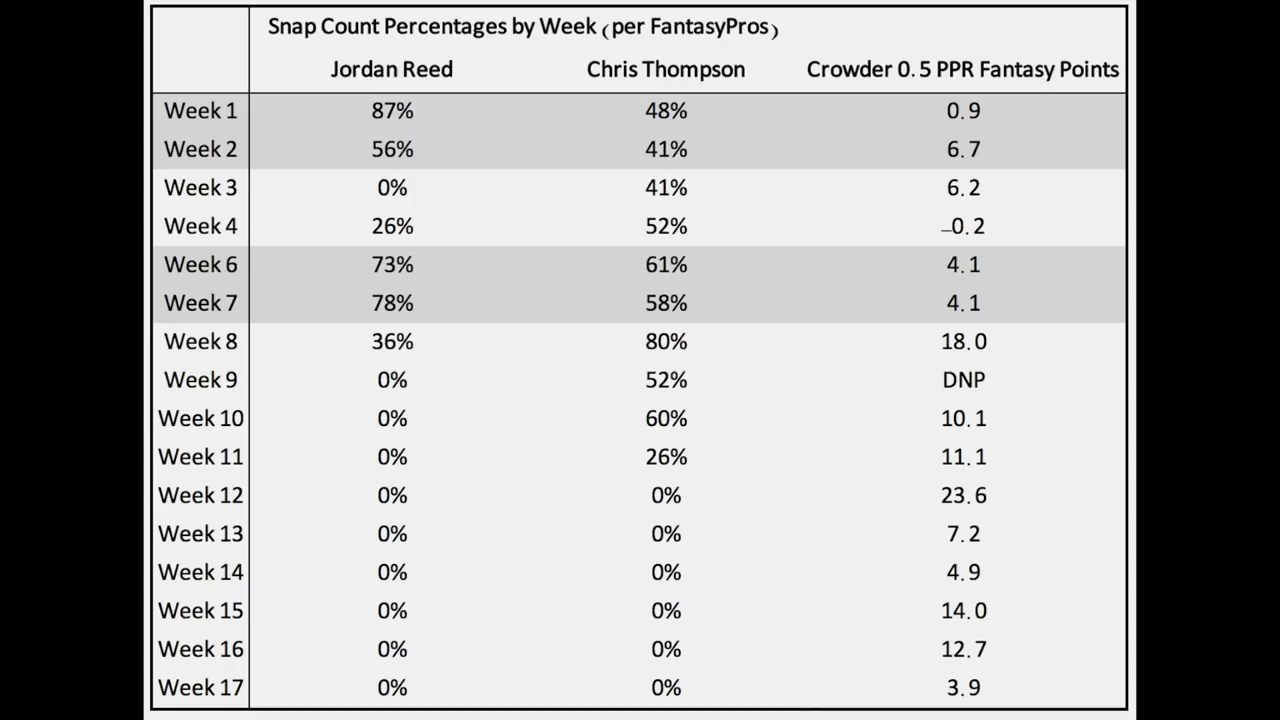 Snap Count Percentages by Week (per FantasyPros)
Jordan Reed Chris Thompson Crowder 0.5 PPR Fantasy Points
Week 1 87% 48% 0.9
Week 2 56% 41% 6.7
Week 3 0% 41% 6.2
Week 4 26% 52% –0.2
Week 6 73% 61% 4.1
Week 7 78% 58% 4.1
Week 8 36% 80% 18.0
Week 9 0% 52% DNP
Week 10 0% 60% 10.1
Week 11 0% 26% 11.1
Week 12 0% 0% 23.6
Week 13 0% 0% 7.2
Week 14 0% 0% 4.9
Week 15 0% 0% 14.0
Week 16 0% 0% 12.7
Week 17 0% 0% 3.9